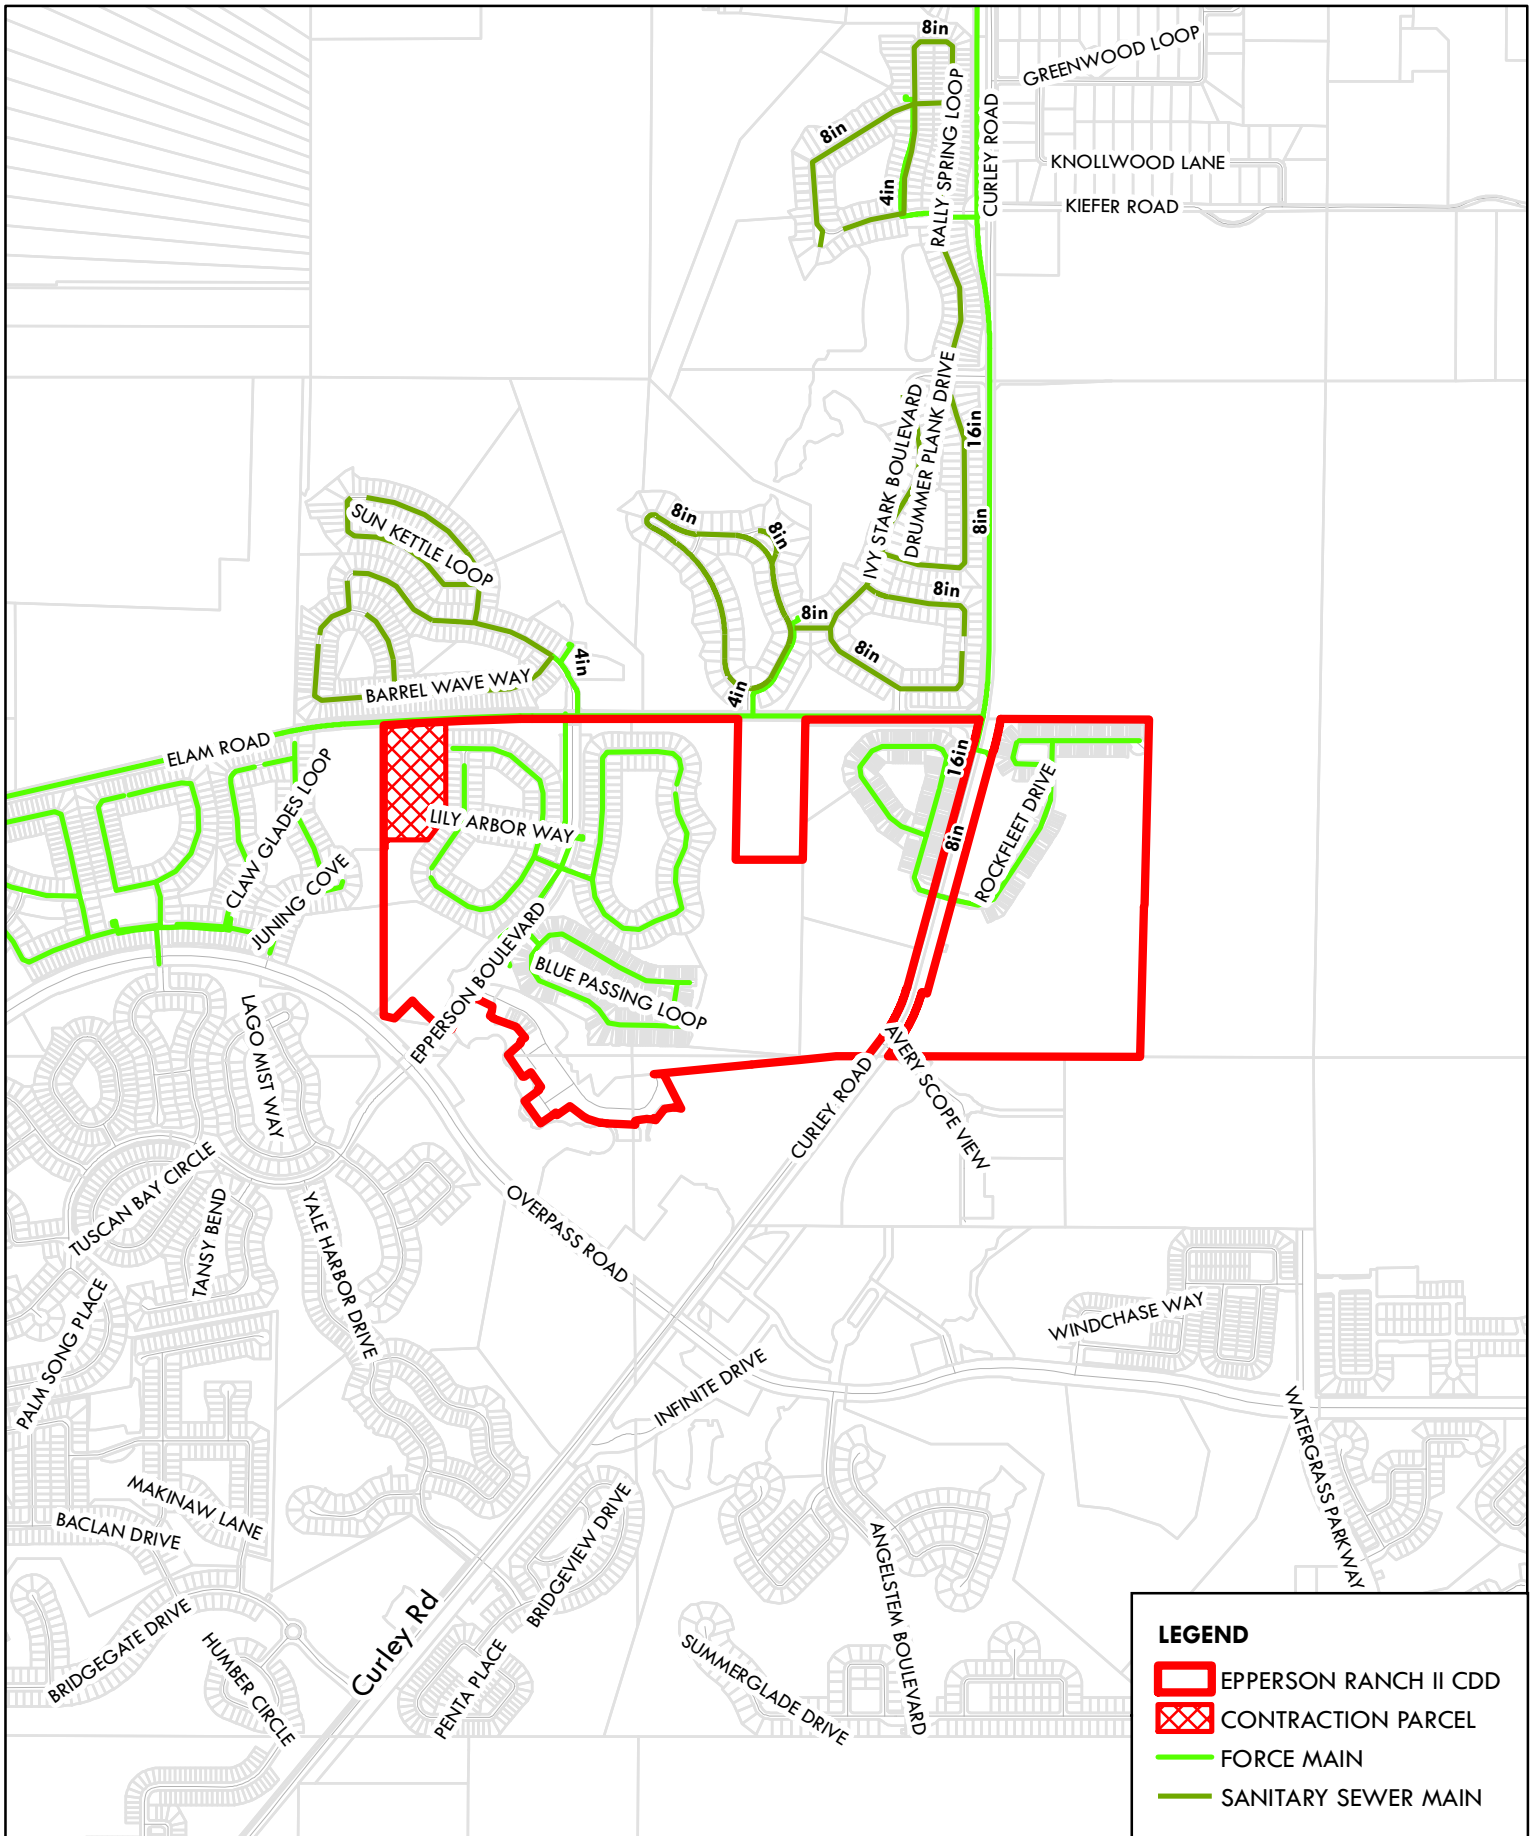 8in
GREENWOOD LOOP
RALLY SPRING LOOP
CURLEY ROAD
8in
KNOLLWOOD LANE
4in
KIEFER ROAD
IVY STARK BOULEVARD
DRUMMER PLANK DRIVE
16in
8in
SUN KETTLE LOOP
8in
8in
8in
8in
8in
4in
BARREL WAVE WAY
4in
ELAM ROAD
CLAW GLADES LOOP
16in
ROCKFLEET DRIVE
LILY ARBOR WAY
8in
JUNING COVE
EPPERSON BOULEVARD
BLUE PASSING LOOP
LAGO MIST WAY
AVERY SCOPE VIEW
CURLEY ROAD
TUSCAN BAY CIRCLE
TANSY BEND
YALE HARBOR DRIVE
OVERPASS ROAD
PALM SONG PLACE
WINDCHASE WAY
INFINITE DRIVE
WATERGRASS PARKWAY
MAKINAW LANE
BACLAN DRIVE
BRIDGEVIEW DRIVE
ANGELSTEM BOULEVARD
Curley Rd
BRIDGEGATE DRIVE
HUMBER CIRCLE
PENTA PLACE
SUMMERGLADE DRIVE
LEGEND
EPPERSON RANCH II CDD
CONTRACTION PARCEL
FORCE MAIN
SANITARY SEWER MAIN